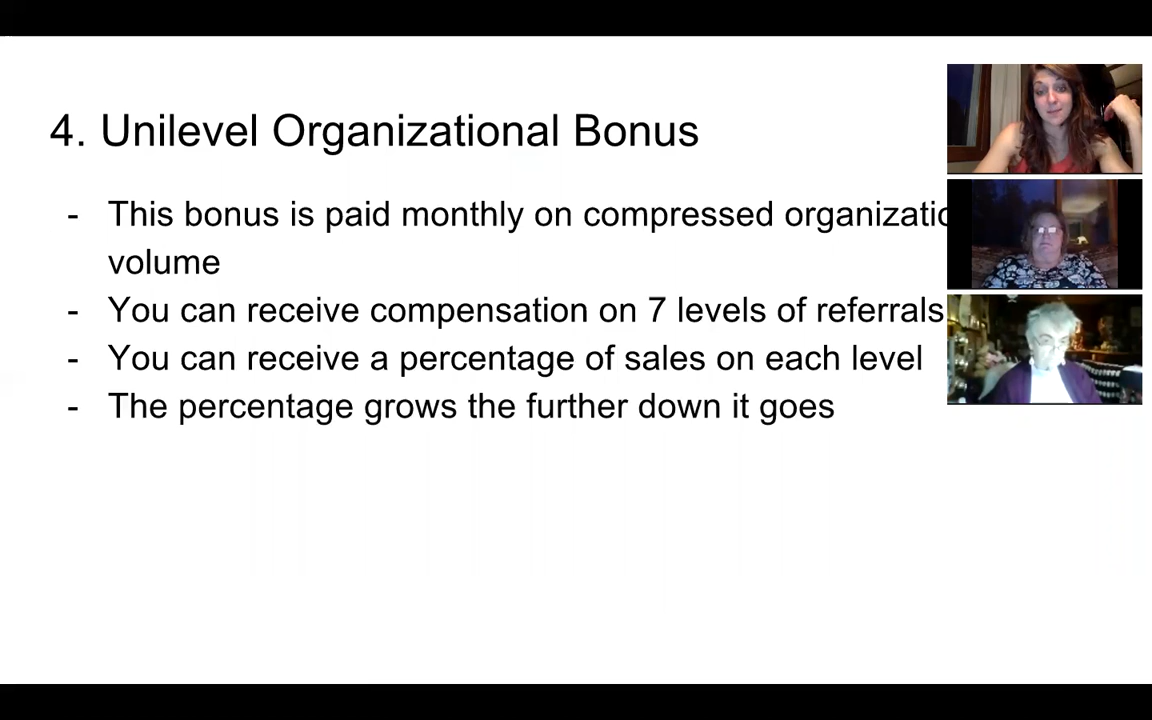 4. Unilevel Organizational Bonus
- This bonus is paid monthly on compressed
volume
- You can receive compensation on 7 levels of referrals
- You can receive a percentage of sales on each level
- The percentage grows the further down it goes